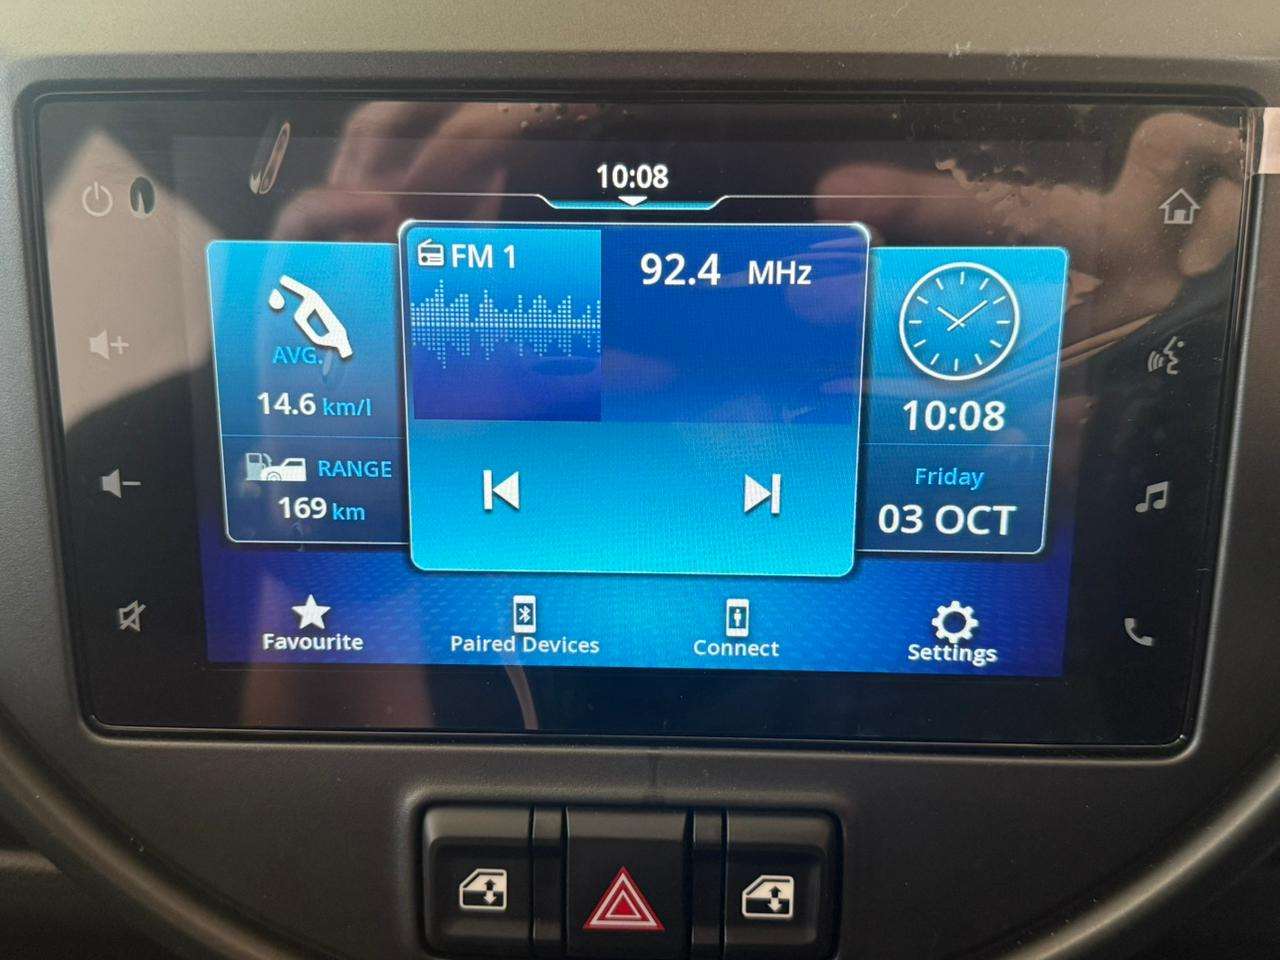 10:08
FM 1
92.4 MHz
AVG.
14.6 km/l
RANGE
169 km
10:08
Friday
03 OCT
Favourite
Paired Devices
Connect
Settings